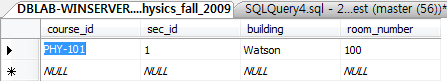 DBLAB-WINSERVER...hysics_fall_2009 SQLQuery4.sql - 2...est (master (56))*
course_id sec_id building room_number
PHY-101 1 Watson 100
NULL NULL NULL NULL